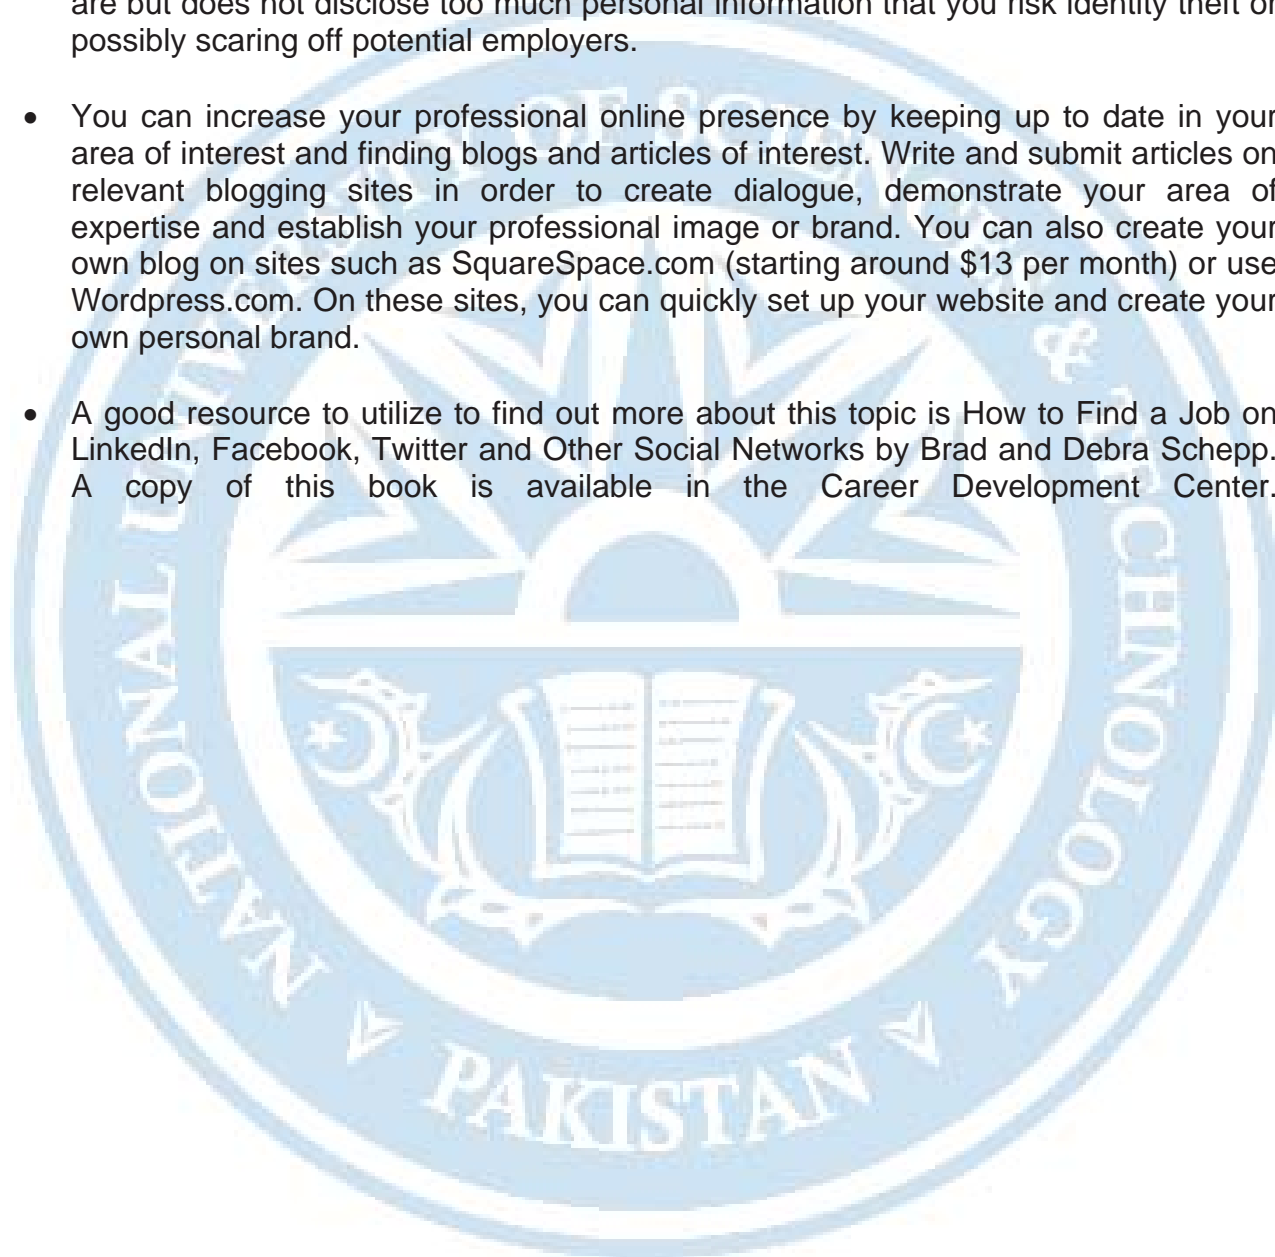 are but does not disclose too much personal information that you risk identity theft or
possibly scaring off potential employers.
• You can increase your professional online presence by keeping up to date in your
area of interest and finding blogs and articles of interest. Write and submit articles on
relevant blogging sites in order to create dialogue, demonstrate your area of
expertise and establish your professional image or brand. You can also create your
own blog on sites such as SquareSpace.com (starting around $13 per month) or use
Wordpress.com. On these sites, you can quickly set up your website and create your
own personal brand.
• A good resource to utilize to find out more about this topic is How to Find a Job on
LinkedIn, Facebook, Twitter and Other Social Networks by Brad and Debra Schepp.
A copy of this book is available in the Career Development Center.
NATIONAL UNIVERSITY OF SCIENCES & TECHNOLOGY
PAKISTAN